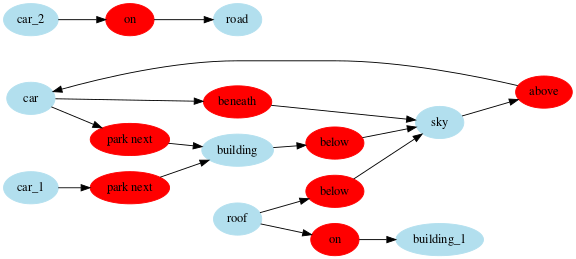 car_2 on road
car beneath above
park next sky
building below
car_1 park next below
roof
on building_1